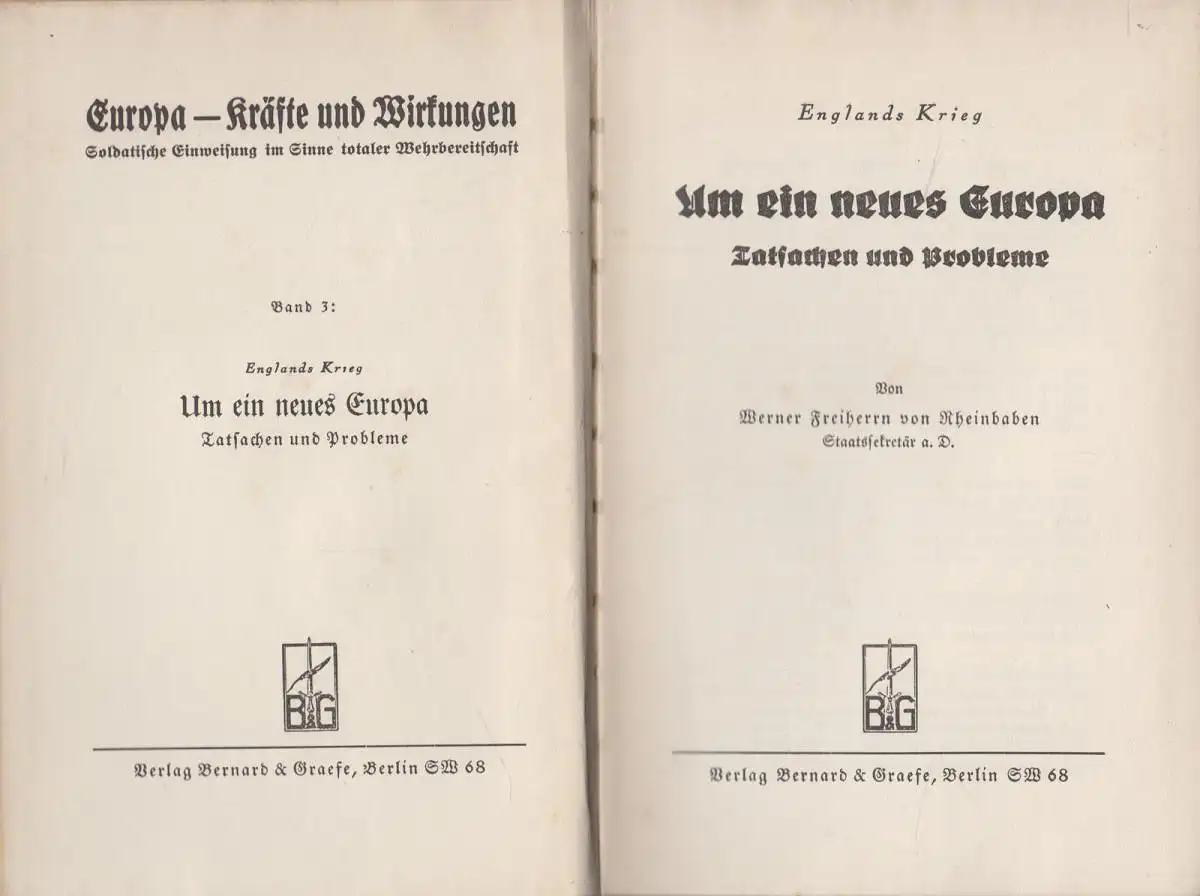 Europa — Kräfte und Wirkungen
Soldatische Einweisung im Sinne totaler Wehrbereitschaft
Band 3:
Englands Krieg
Um ein neues Europa
Tatsachen und Probleme
B&G
Verlag Bernard & Graefe, Berlin SW 68
Englands Krieg
Um ein neues Europa
Tatsachen und Probleme
Von
Werner Freiherrn von Rheinbaben
Staatssekretär a. D.
B&G
Verlag Bernard & Graefe, Berlin SW 68